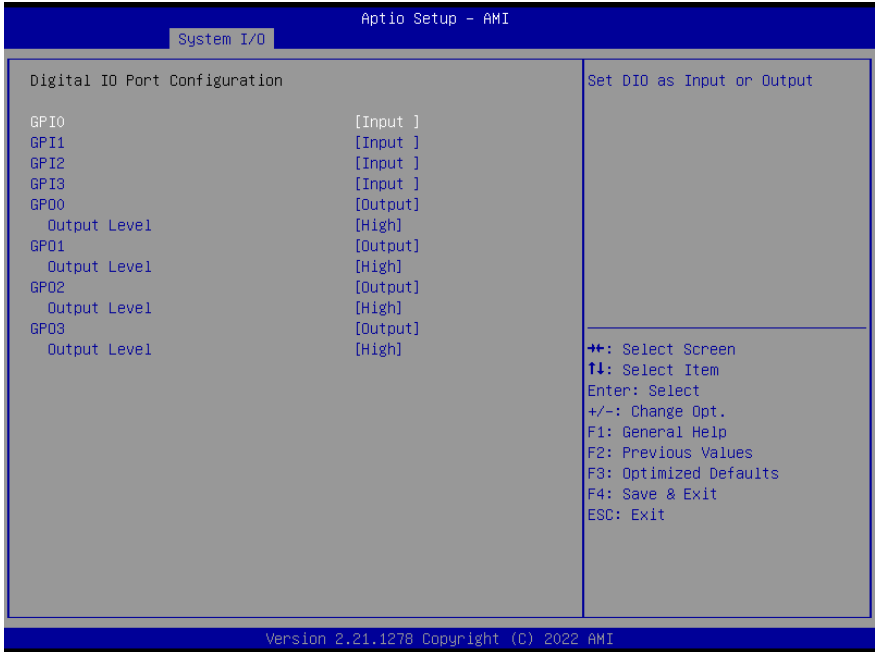 Aptio Setup – AMI
System I/O
Digital IO Port Configuration
GPI0 [Input ]
GPI1 [Input ]
GPI2 [Input ]
GPI3 [Input ]
GPO0 [Output]
Output Level [High]
GPO1 [Output]
Output Level [High]
GPO2 [Output]
Output Level [High]
GPO3 [Output]
Output Level [High]
Set DIO as Input or Output
→←: Select Screen
↑↓: Select Item
Enter: Select
+/-: Change Opt.
F1: General Help
F2: Previous Values
F3: Optimized Defaults
F4: Save & Exit
ESC: Exit
Version 2.21.1278 Copyright (C) 2022 AMI